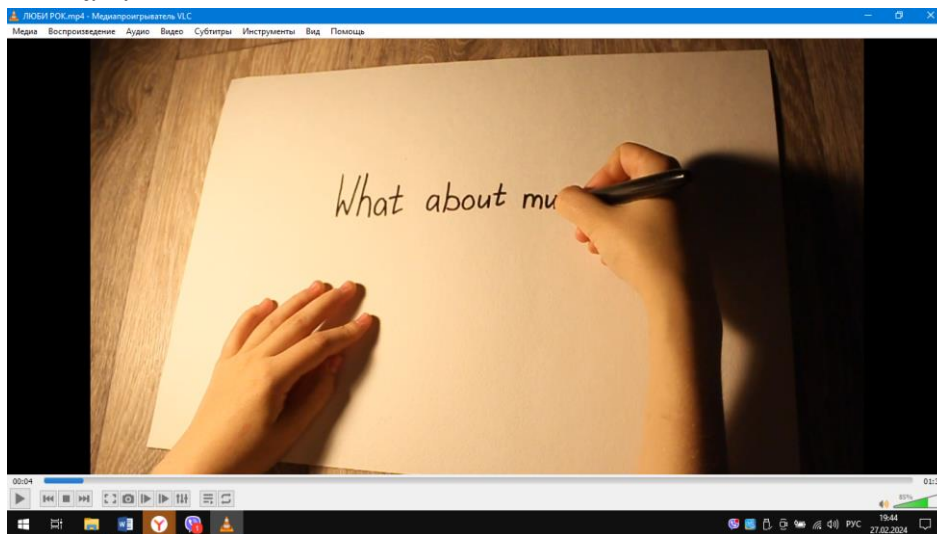 ЛЮБИ РОК.mp4 - Медиапроигрыватель VLC
Медиа Воспроизведение Аудио Видео Субтитры Инструменты Вид Помощь
What about mu
00:04
85%
РУС
19:44
27.02.2024